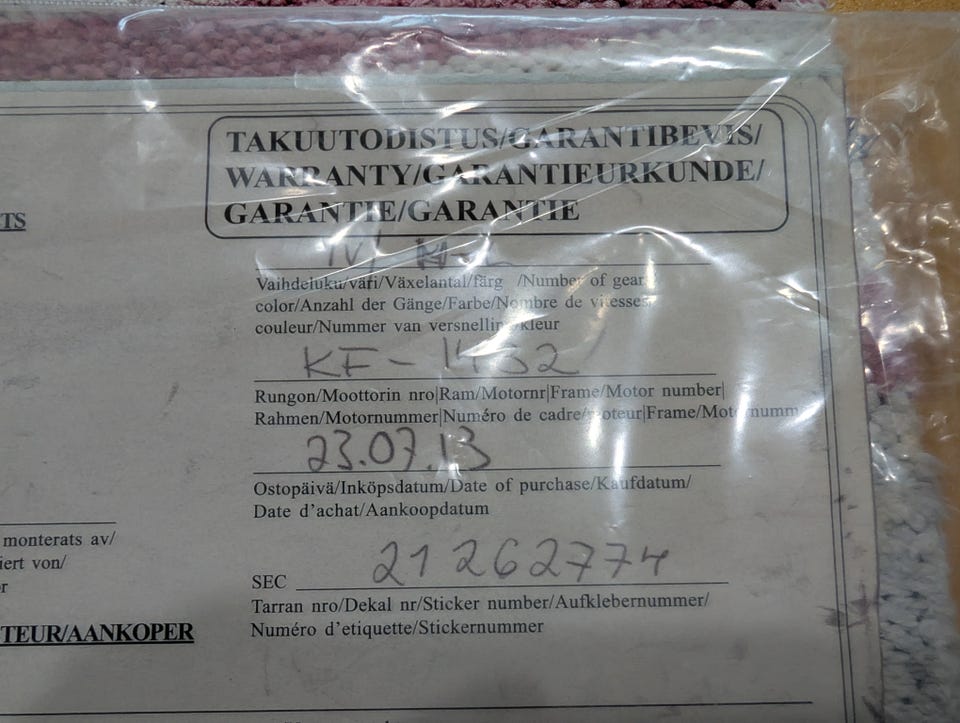 TAKUUTODISTUS/GARANTIBEVIS/
WARRANTY/GARANTIEURKUNDE/
GARANTIE/GARANTIE
TS
Vaihdeluku/väri/Växelantal/färg /Number of gear
color/Anzahl der Gänge/Farbe/Nombre de vitesses
couleur/Nummer van versnellin /kleur
KF-1432
Rungon/Moottorin nro|Ram/Motornr|Frame/Motor number|
Rahmen/Motornummer|Numéro de cadre/moteur|Frame/Motornumm
23.07.13
Ostopäivä/Inköpsdatum/Date of purchase/Kaufdatum/
Date d'achat/Aankoopdatum
monterats av/
iert von/
r
SEC 21262774
Tarran nro/Dekal nr/Sticker number/Aufklebernummer/
Numéro d'etiquette/Stickernummer
TEUR/AANKOPER